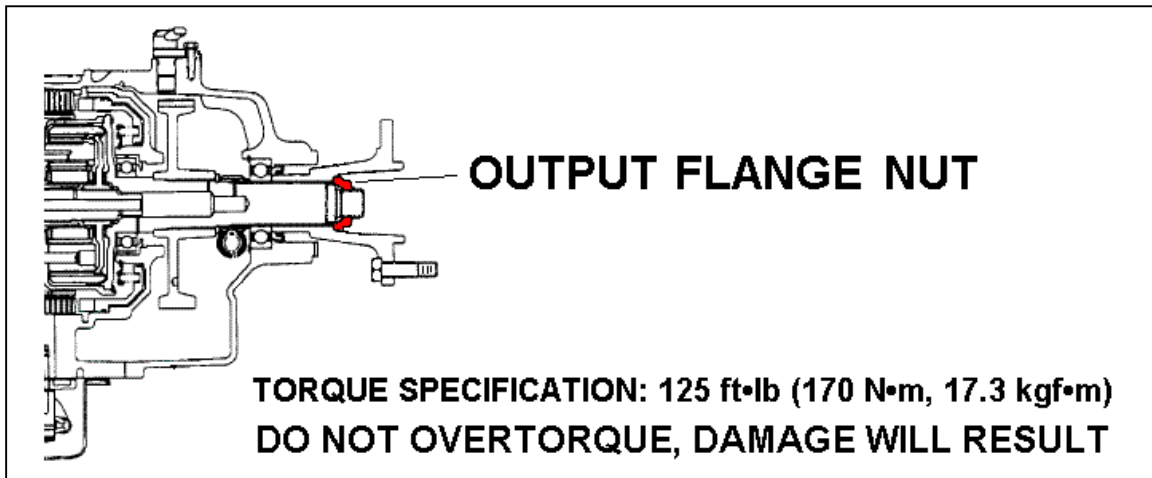 OUTPUT FLANGE NUT
TORQUE SPECIFICATION: 125 ft•lb (170 N•m, 17.3 kgf•m)
DO NOT OVERTORQUE, DAMAGE WILL RESULT